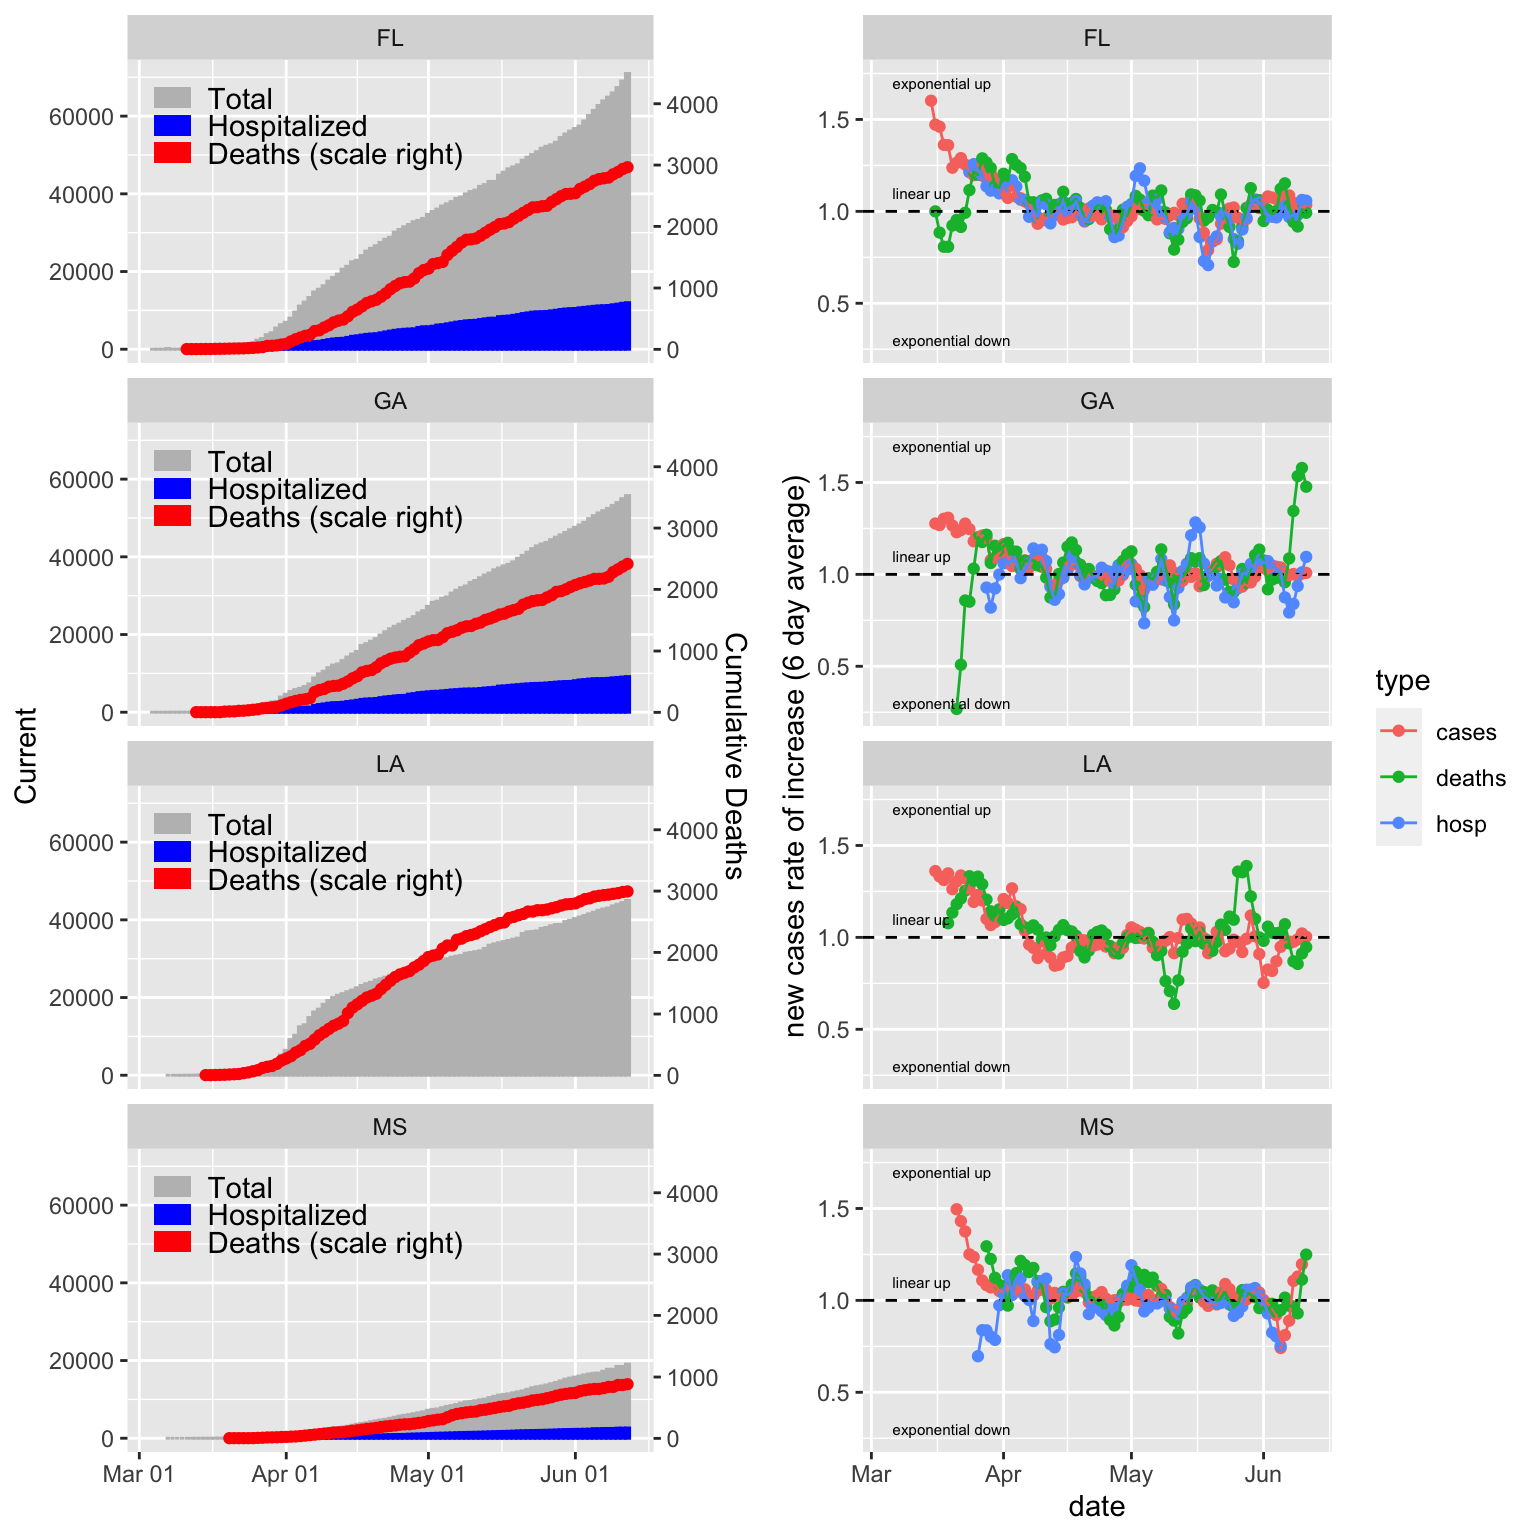 FL
Total
Hospitalized
Deaths (scale right)
60000
40000
20000
0
4000
3000
2000
1000
0
GA
Total
Hospitalized
Deaths (scale right)
60000
40000
20000
0
4000
3000
2000
1000
0
LA
Total
Hospitalized
Deaths (scale right)
60000
40000
20000
0
4000
3000
2000
1000
0
MS
Total
Hospitalized
Deaths (scale right)
60000
40000
20000
0
4000
3000
2000
1000
0
Mar 01
Apr 01
May 01
Jun 01
Current
Cumulative Deaths
FL
exponential up
linear up
exponential down
1.5
1.0
0.5
GA
exponential up
linear up
exponential down
1.5
1.0
0.5
LA
exponential up
linear up
exponential down
1.5
1.0
0.5
MS
exponential up
linear up
exponential down
1.5
1.0
0.5
Mar
Apr
May
Jun
date
new cases rate of increase (6 day average)
type
cases
deaths
hosp